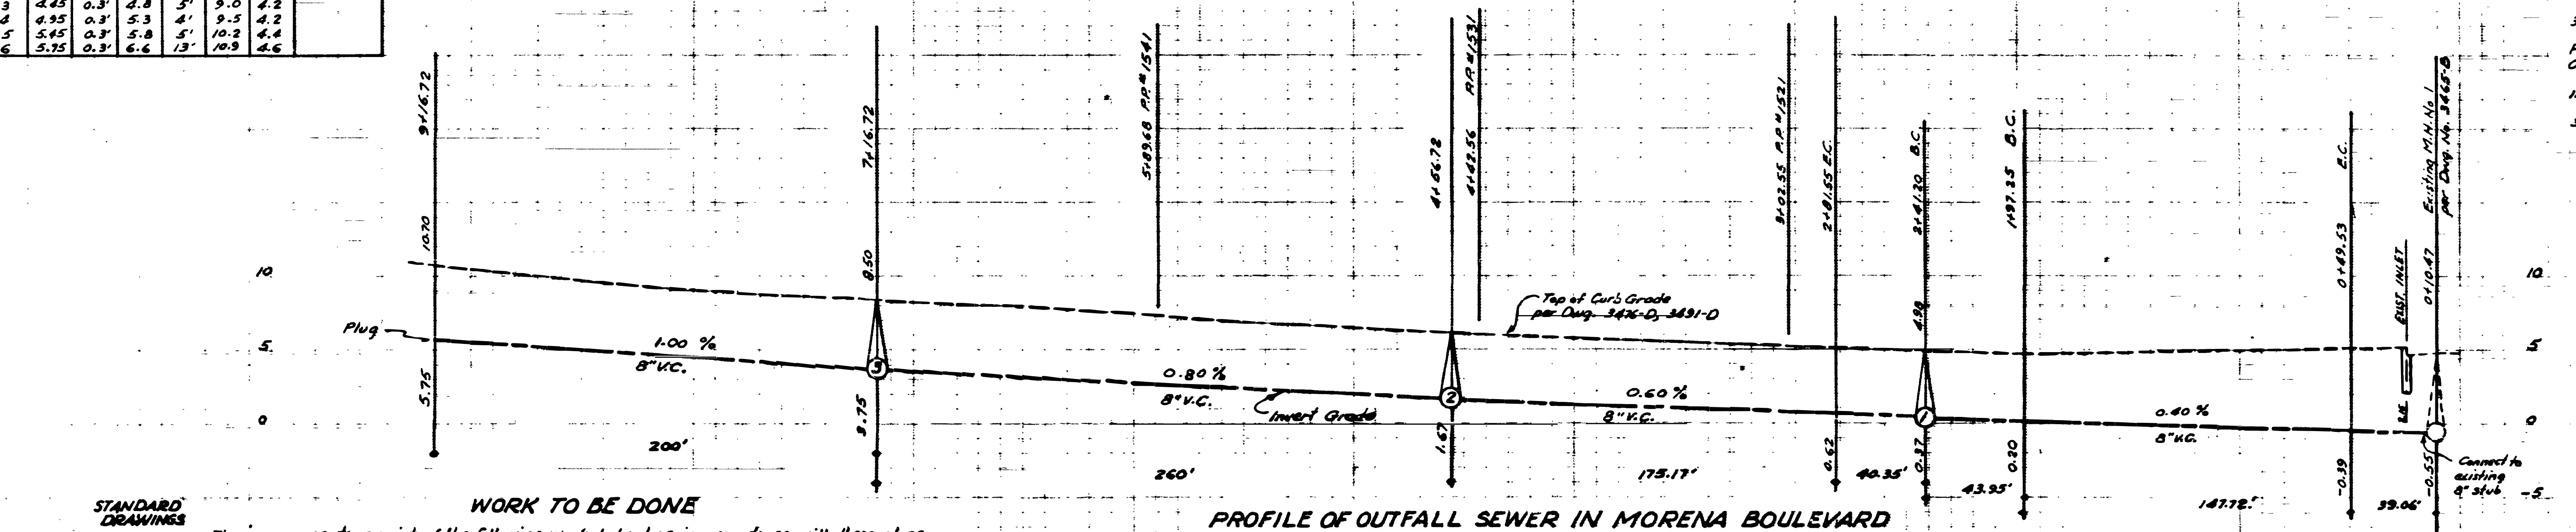 3 4.45 0.3' 4.8 5' 9.0 4.2
4 4.95 0.3' 5.3 4' 9.5 4.2
5 5.45 0.3' 5.8 5' 10.2 4.4
6 5.75 0.3' 6.6 13' 10.9 4.6
9+16.72
7+16.72
5+89.68 P.P.#1541
4+56.72
4+42.56 P.P.#1531
3+02.55 P.P.#1521
2+81.55 E.C.
2+41.20 B.C.
1+97.25 B.C.
0+49.53 E.C.
EXIST. INLET
0+10.47 Existing M.H. No 1
per Dwg. No. 3465-B
10.70
8.50
4.98
10
10
Top of Curb Grade
per Dwg. 3476-D, 3491-D
Plug
5
5
1.00 %
8" V.C.
3
0.80 %
8" V.C.
Invert Grade
2
0.60 %
8" V.C.
1
0.40 %
8" V.C.
0
0
5.75
3.75
1.67
0.62
0.37
0.20
-0.39
-0.55
Connect to
existing
8" stub
-5
200'
260'
175.17'
40.35'
43.95'
147.72'
39.06'
STANDARD
DRAWINGS
WORK TO BE DONE
PROFILE OF OUTFALL SEWER IN MORENA BOULEVARD